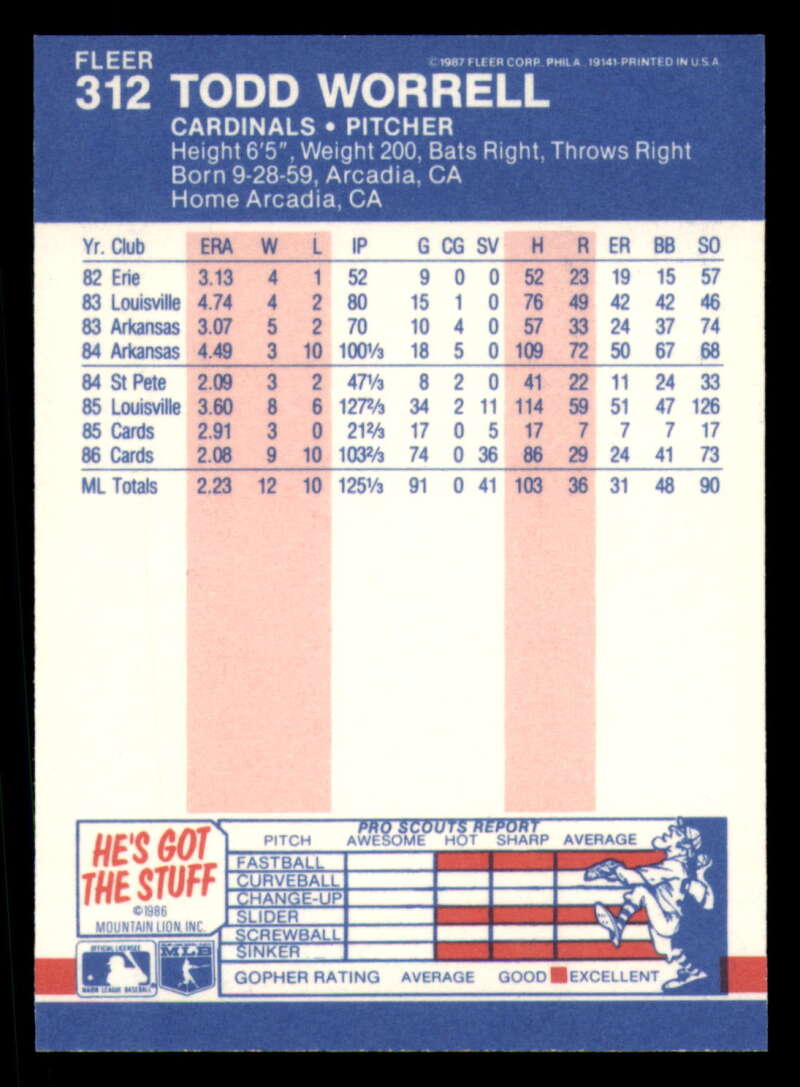 FLEER
©1987 FLEER CORP. PHILA. 19141-PRINTED IN U.S.A.
312 TODD WORRELL
CARDINALS • PITCHER
Height 6'5", Weight 200, Bats Right, Throws Right
Born 9-28-59, Arcadia, CA
Home Arcadia, CA
Yr. Club ERA W L IP G CG SV H R ER BB SO
82 Erie 3.13 4 1 52 9 0 0 52 23 19 15 57
83 Louisville 4.74 4 2 80 15 1 0 76 49 42 42 46
83 Arkansas 3.07 5 2 70 10 4 0 57 33 24 37 74
84 Arkansas 4.49 3 10 100⅓ 18 5 0 109 72 50 67 68
84 St Pete 2.09 3 2 47⅓ 8 2 0 41 22 11 24 33
85 Louisville 3.60 8 6 127⅔ 34 2 11 114 59 51 47 126
85 Cards 2.91 3 0 21⅔ 17 0 5 17 7 7 7 17
86 Cards 2.08 9 10 103⅔ 74 0 36 86 29 24 41 73
ML Totals 2.23 12 10 125⅓ 91 0 41 103 36 31 48 90
HE'S GOT
THE STUFF
©1986
MOUNTAIN LION, INC.
OFFICIAL LICENSEE
MAJOR LEAGUE BASEBALL
MLB
PRO SCOUTS REPORT
PITCH AWESOME HOT SHARP AVERAGE
FASTBALL
CURVEBALL
CHANGE-UP
SLIDER
SCREWBALL
SINKER
GOPHER RATING AVERAGE GOOD EXCELLENT